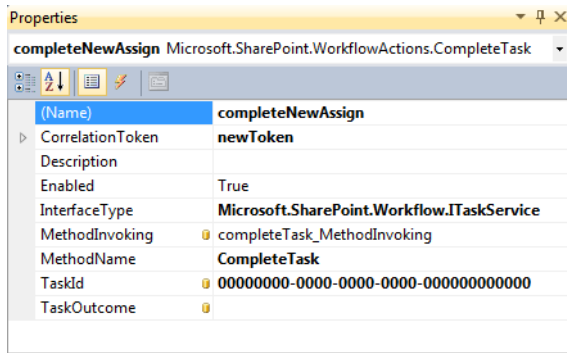 Properties
completeNewAssign Microsoft.SharePoint.WorkflowActions.CompleteTask
A Z
(Name) completeNewAssign
CorrelationToken newToken
Description
Enabled True
InterfaceType Microsoft.SharePoint.Workflow.ITaskService
MethodInvoking completeTask_MethodInvoking
MethodName CompleteTask
TaskId 00000000-0000-0000-0000-000000000000
TaskOutcome